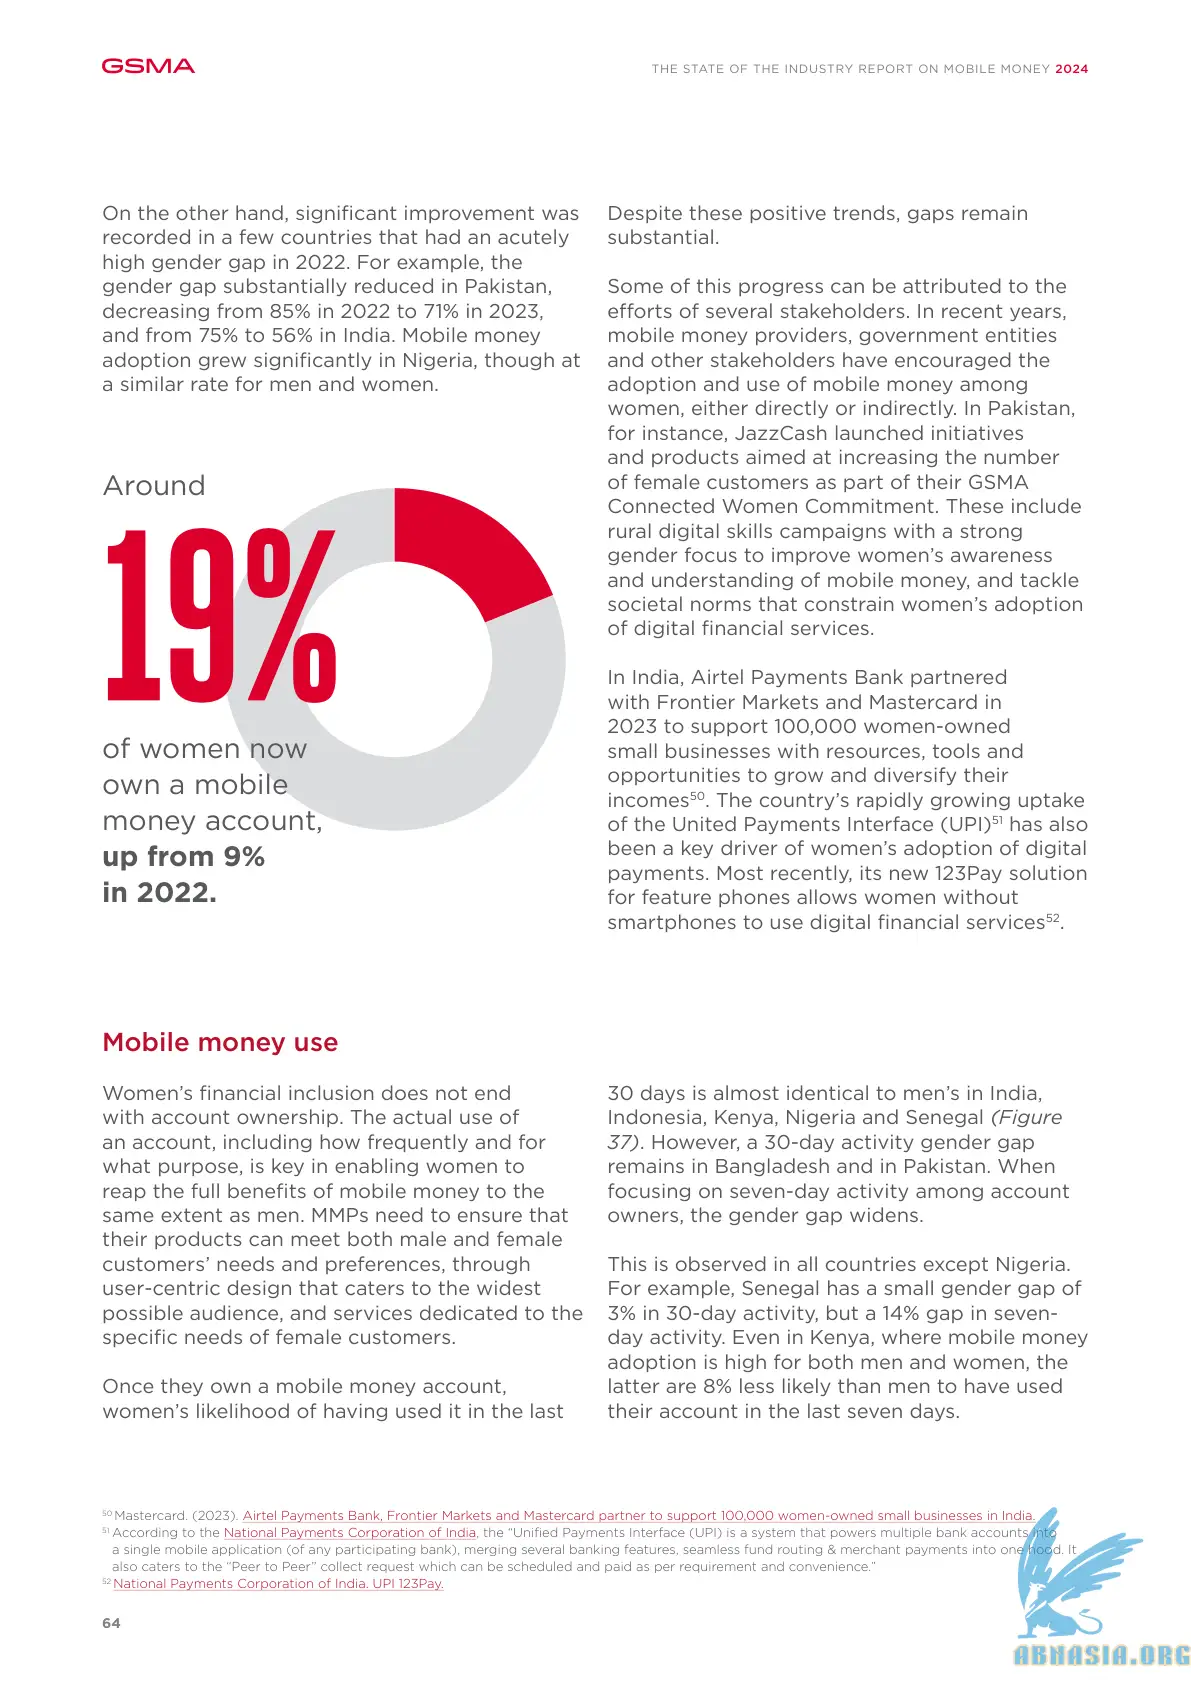 GSMA
THE STATE OF THE INDUSTRY REPORT ON MOBILE MONEY 2024
On the other hand, significant improvement was
recorded in a few countries that had an acutely
high gender gap in 2022. For example, the
gender gap substantially reduced in Pakistan,
decreasing from 85% in 2022 to 71% in 2023,
and from 75% to 56% in India. Mobile money
adoption grew significantly in Nigeria, though at
a similar rate for men and women.
Around
19%
of women now
own a mobile
money account,
up from 9%
in 2022.
Despite these positive trends, gaps remain
substantial.
Some of this progress can be attributed to the
efforts of several stakeholders. In recent years,
mobile money providers, government entities
and other stakeholders have encouraged the
adoption and use of mobile money among
women, either directly or indirectly. In Pakistan,
for instance, JazzCash launched initiatives
and products aimed at increasing the number
of female customers as part of their GSMA
Connected Women Commitment. These include
rural digital skills campaigns with a strong
gender focus to improve women’s awareness
and understanding of mobile money, and tackle
societal norms that constrain women’s adoption
of digital financial services.
In India, Airtel Payments Bank partnered
with Frontier Markets and Mastercard in
2023 to support 100,000 women-owned
small businesses with resources, tools and
opportunities to grow and diversify their
incomes50. The country’s rapidly growing uptake
of the United Payments Interface (UPI)51 has also
been a key driver of women’s adoption of digital
payments. Most recently, its new 123Pay solution
for feature phones allows women without
smartphones to use digital financial services52.
Mobile money use
Women’s financial inclusion does not end
with account ownership. The actual use of
an account, including how frequently and for
what purpose, is key in enabling women to
reap the full benefits of mobile money to the
same extent as men. MMPs need to ensure that
their products can meet both male and female
customers’ needs and preferences, through
user-centric design that caters to the widest
possible audience, and services dedicated to the
specific needs of female customers.
Once they own a mobile money account,
women’s likelihood of having used it in the last
30 days is almost identical to men’s in India,
Indonesia, Kenya, Nigeria and Senegal (Figure
37). However, a 30-day activity gender gap
remains in Bangladesh and in Pakistan. When
focusing on seven-day activity among account
owners, the gender gap widens.
This is observed in all countries except Nigeria.
For example, Senegal has a small gender gap of
3% in 30-day activity, but a 14% gap in seven-
day activity. Even in Kenya, where mobile money
adoption is high for both men and women, the
latter are 8% less likely than men to have used
their account in the last seven days.
50 Mastercard. (2023). Airtel Payments Bank, Frontier Markets and Mastercard partner to support 100,000 women-owned small businesses in India.
51 According to the National Payments Corporation of India, the “Unified Payments Interface (UPI) is a system that powers multiple bank accounts into
a single mobile application (of any participating bank), merging several banking features, seamless fund routing & merchant payments into one hood. It
also caters to the “Peer to Peer” collect request which can be scheduled and paid as per requirement and convenience.”
52 National Payments Corporation of India. UPI 123Pay.
64
ABNASIA.ORG